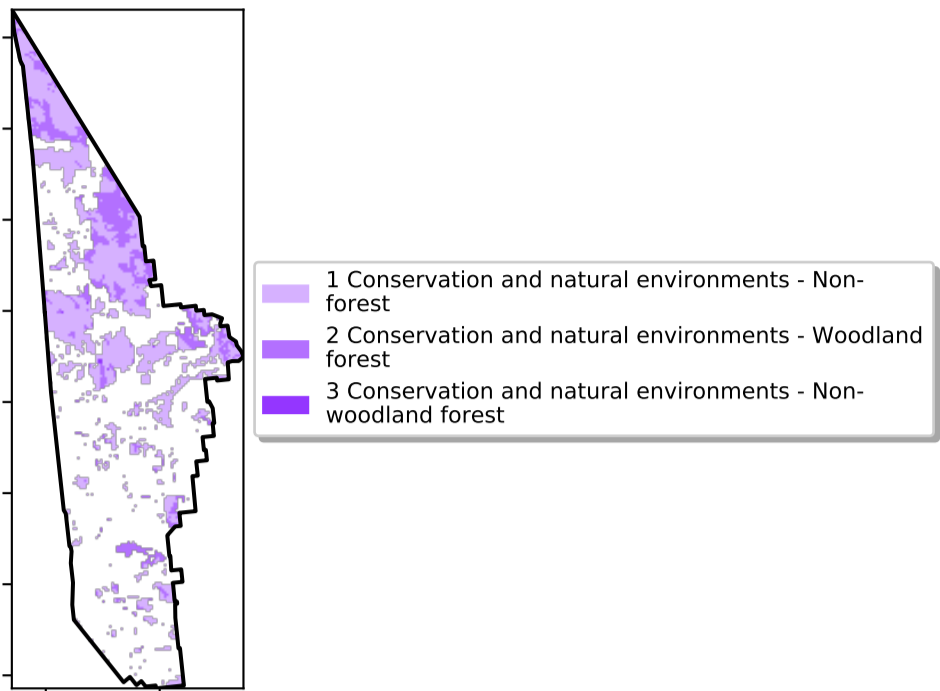 1 Conservation and natural environments - Non-
forest
2 Conservation and natural environments - Woodland
forest
3 Conservation and natural environments - Non-
woodland forest